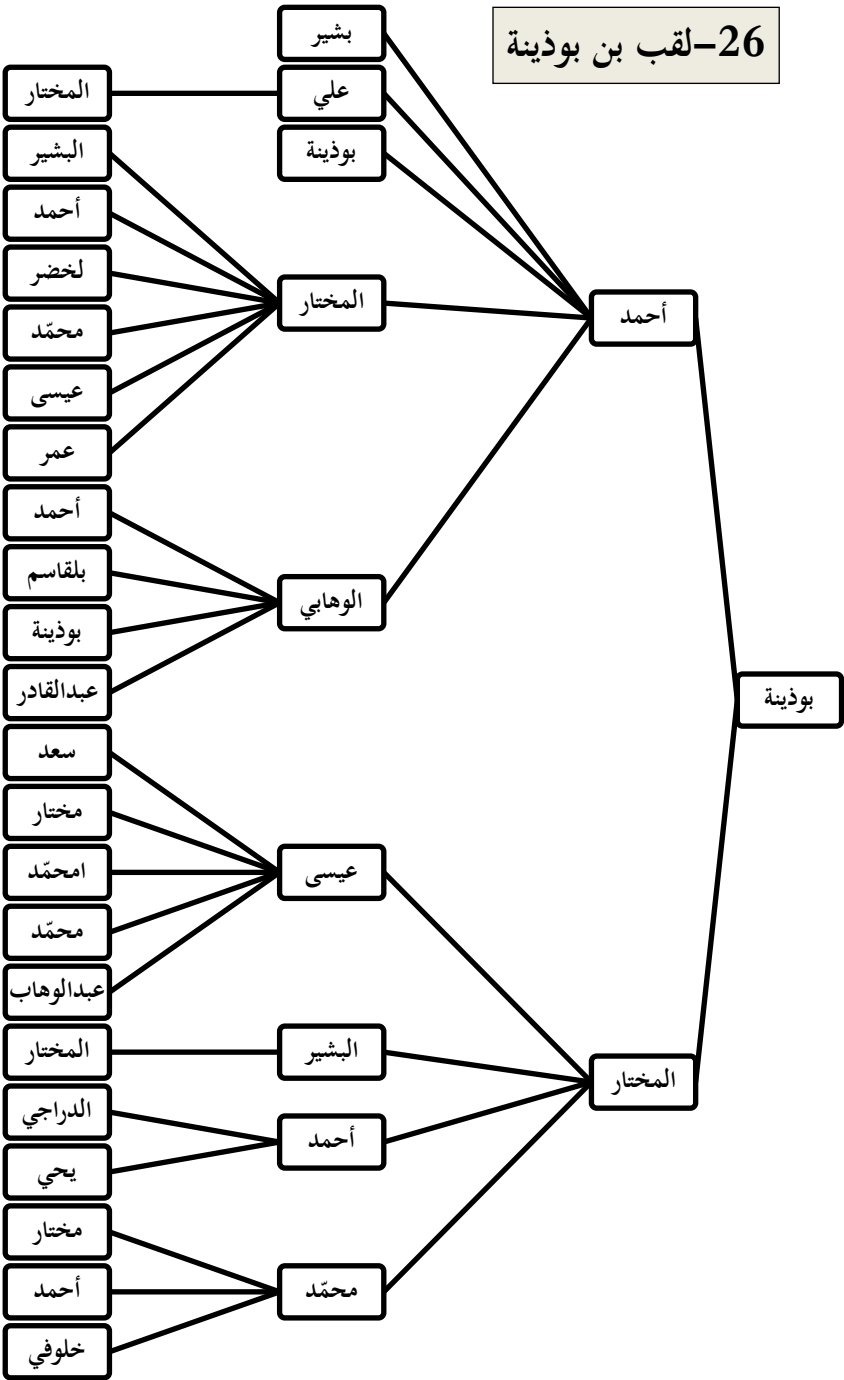 26–لقب بن بوذينة
بوذينة
أحمد
المختار
بشير
علي
بوذينة
المختار
الوهابي
عيسى
البشير
أحمد
محمّد
المختار
البشير
أحمد
لخضر
محمّد
عيسى
عمر
أحمد
بلقاسم
بوذينة
عبدالقادر
سعد
مختار
امحمّد
محمّد
عبدالوهاب
المختار
الدراجي
يحي
مختار
أحمد
خلوفي